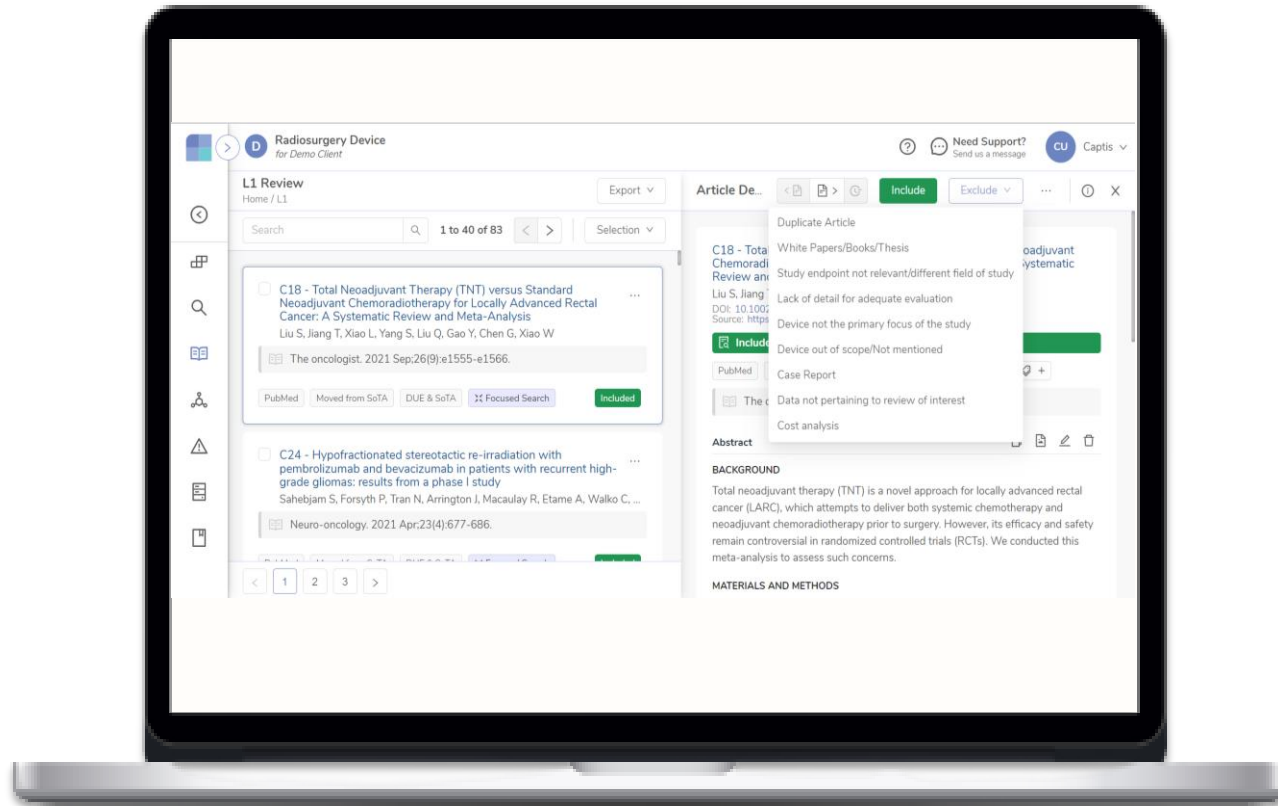 D
Radiosurgery Device
for Demo Client
Need Support?
Send us a message
CU
Captis
L1 Review
Home / L1
Export
Search
1 to 40 of 83
Selection
C18 - Total Neoadjuvant Therapy (TNT) versus Standard
Neoadjuvant Chemoradiotherapy for Locally Advanced Rectal
Cancer: A Systematic Review and Meta-Analysis
Liu S, Jiang T, Xiao L, Yang S, Liu Q, Gao Y, Chen G, Xiao W
The oncologist. 2021 Sep;26(9):e1555-e1566.
PubMed
Moved from SoTA
DUE & SoTA
Focused Search
Included
C24 - Hypofractionated stereotactic re-irradiation with
pembrolizumab and bevacizumab in patients with recurrent high-
grade gliomas: results from a phase I study
Sahebjam S, Forsyth P, Tran N, Arrington J, Macaulay R, Etame A, Walko C, ...
Neuro-oncology. 2021 Apr;23(4):677-686.
1
2
3
Article De...
Include
Exclude
Duplicate Article
White Papers/Books/Thesis
Study endpoint not relevant/different field of study
Lack of detail for adequate evaluation
Device not the primary focus of the study
Device out of scope/Not mentioned
Case Report
Data not pertaining to review of interest
Cost analysis
C18 - Tota
oadjuvant
Chemoradi
ystematic
Review an
Liu S, Jiang
DOI: 10.1002
Source: https
Include
PubMed
The
Abstract
BACKGROUND
Total neoadjuvant therapy (TNT) is a novel approach for locally advanced rectal
cancer (LARC), which attempts to deliver both systemic chemotherapy and
neoadjuvant chemoradiotherapy prior to surgery. However, its efficacy and safety
remain controversial in randomized controlled trials (RCTs). We conducted this
meta-analysis to assess such concerns.
MATERIALS AND METHODS